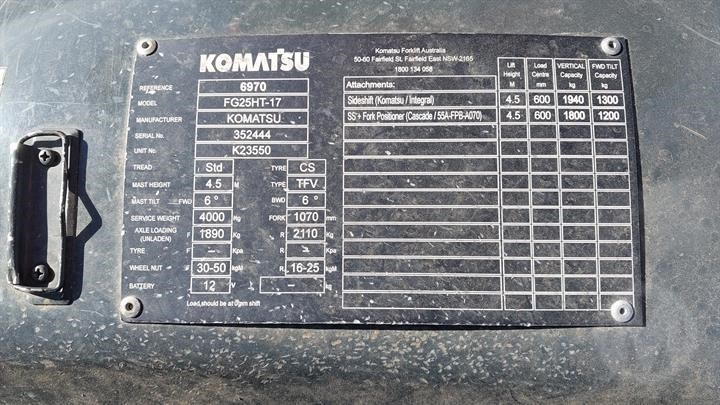 KOMATSU
Komatsu Forklift Australia
50-60 Fairfield St, Fairfield East NSW-2165
1800 134 058
REFERENCE 6970
MODEL FG25HT-17
MANUFACTURER KOMATSU
SERIAL No. 352444
UNIT No. K23550
TREAD Std TYRE CS
MAST HEIGHT 4.5 M TYPE TFV
MAST TILT FWD 6° BWD 6°
SERVICE WEIGHT 4000 Kg FORK 1070 mm
AXLE LOADING (UNLADEN) F 1890 Kg R 2110 Kg
TYRE F – Kpa R – Kpa
WHEEL NUT F 30-50 kgM R 16-25 kgM
BATTERY 12 V – kg
Load should be at 0mm shift
Attachments: Lift Height M Load Centre mm VERTICAL Capacity kg FWD TILT Capacity kg
Sideshift (Komatsu / Integral) 4.5 600 1940 1300
SS + Fork Positioner (Cascade / 55A-FPB-A070) 4.5 600 1800 1200